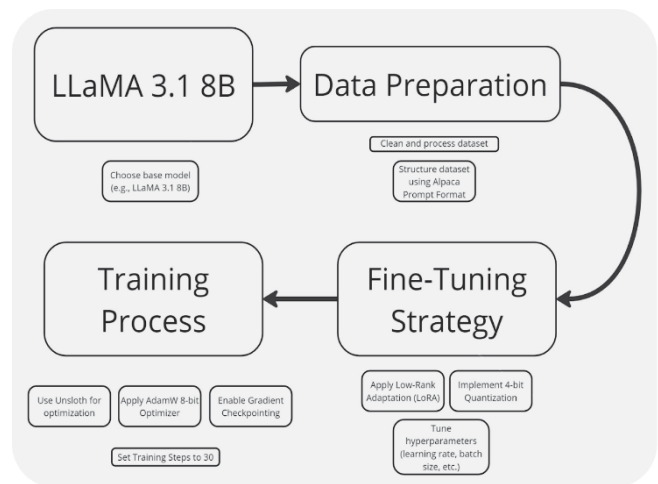 LLaMA 3.1 8B
Data Preparation
Choose base model
(e.g., LLaMA 3.1 8B)
Clean and process dataset
Structure dataset
using Alpaca
Prompt Format
Training
Process
Fine-Tuning
Strategy
Use Unsloth for
optimization
Apply AdamW 8-bit
Optimizer
Enable Gradient
Checkpointing
Set Training Steps to 30
Apply Low-Rank
Adaptation (LoRA)
Implement 4-bit
Quantization
Tune
hyperparameters
(learning rate, batch
size, etc.)